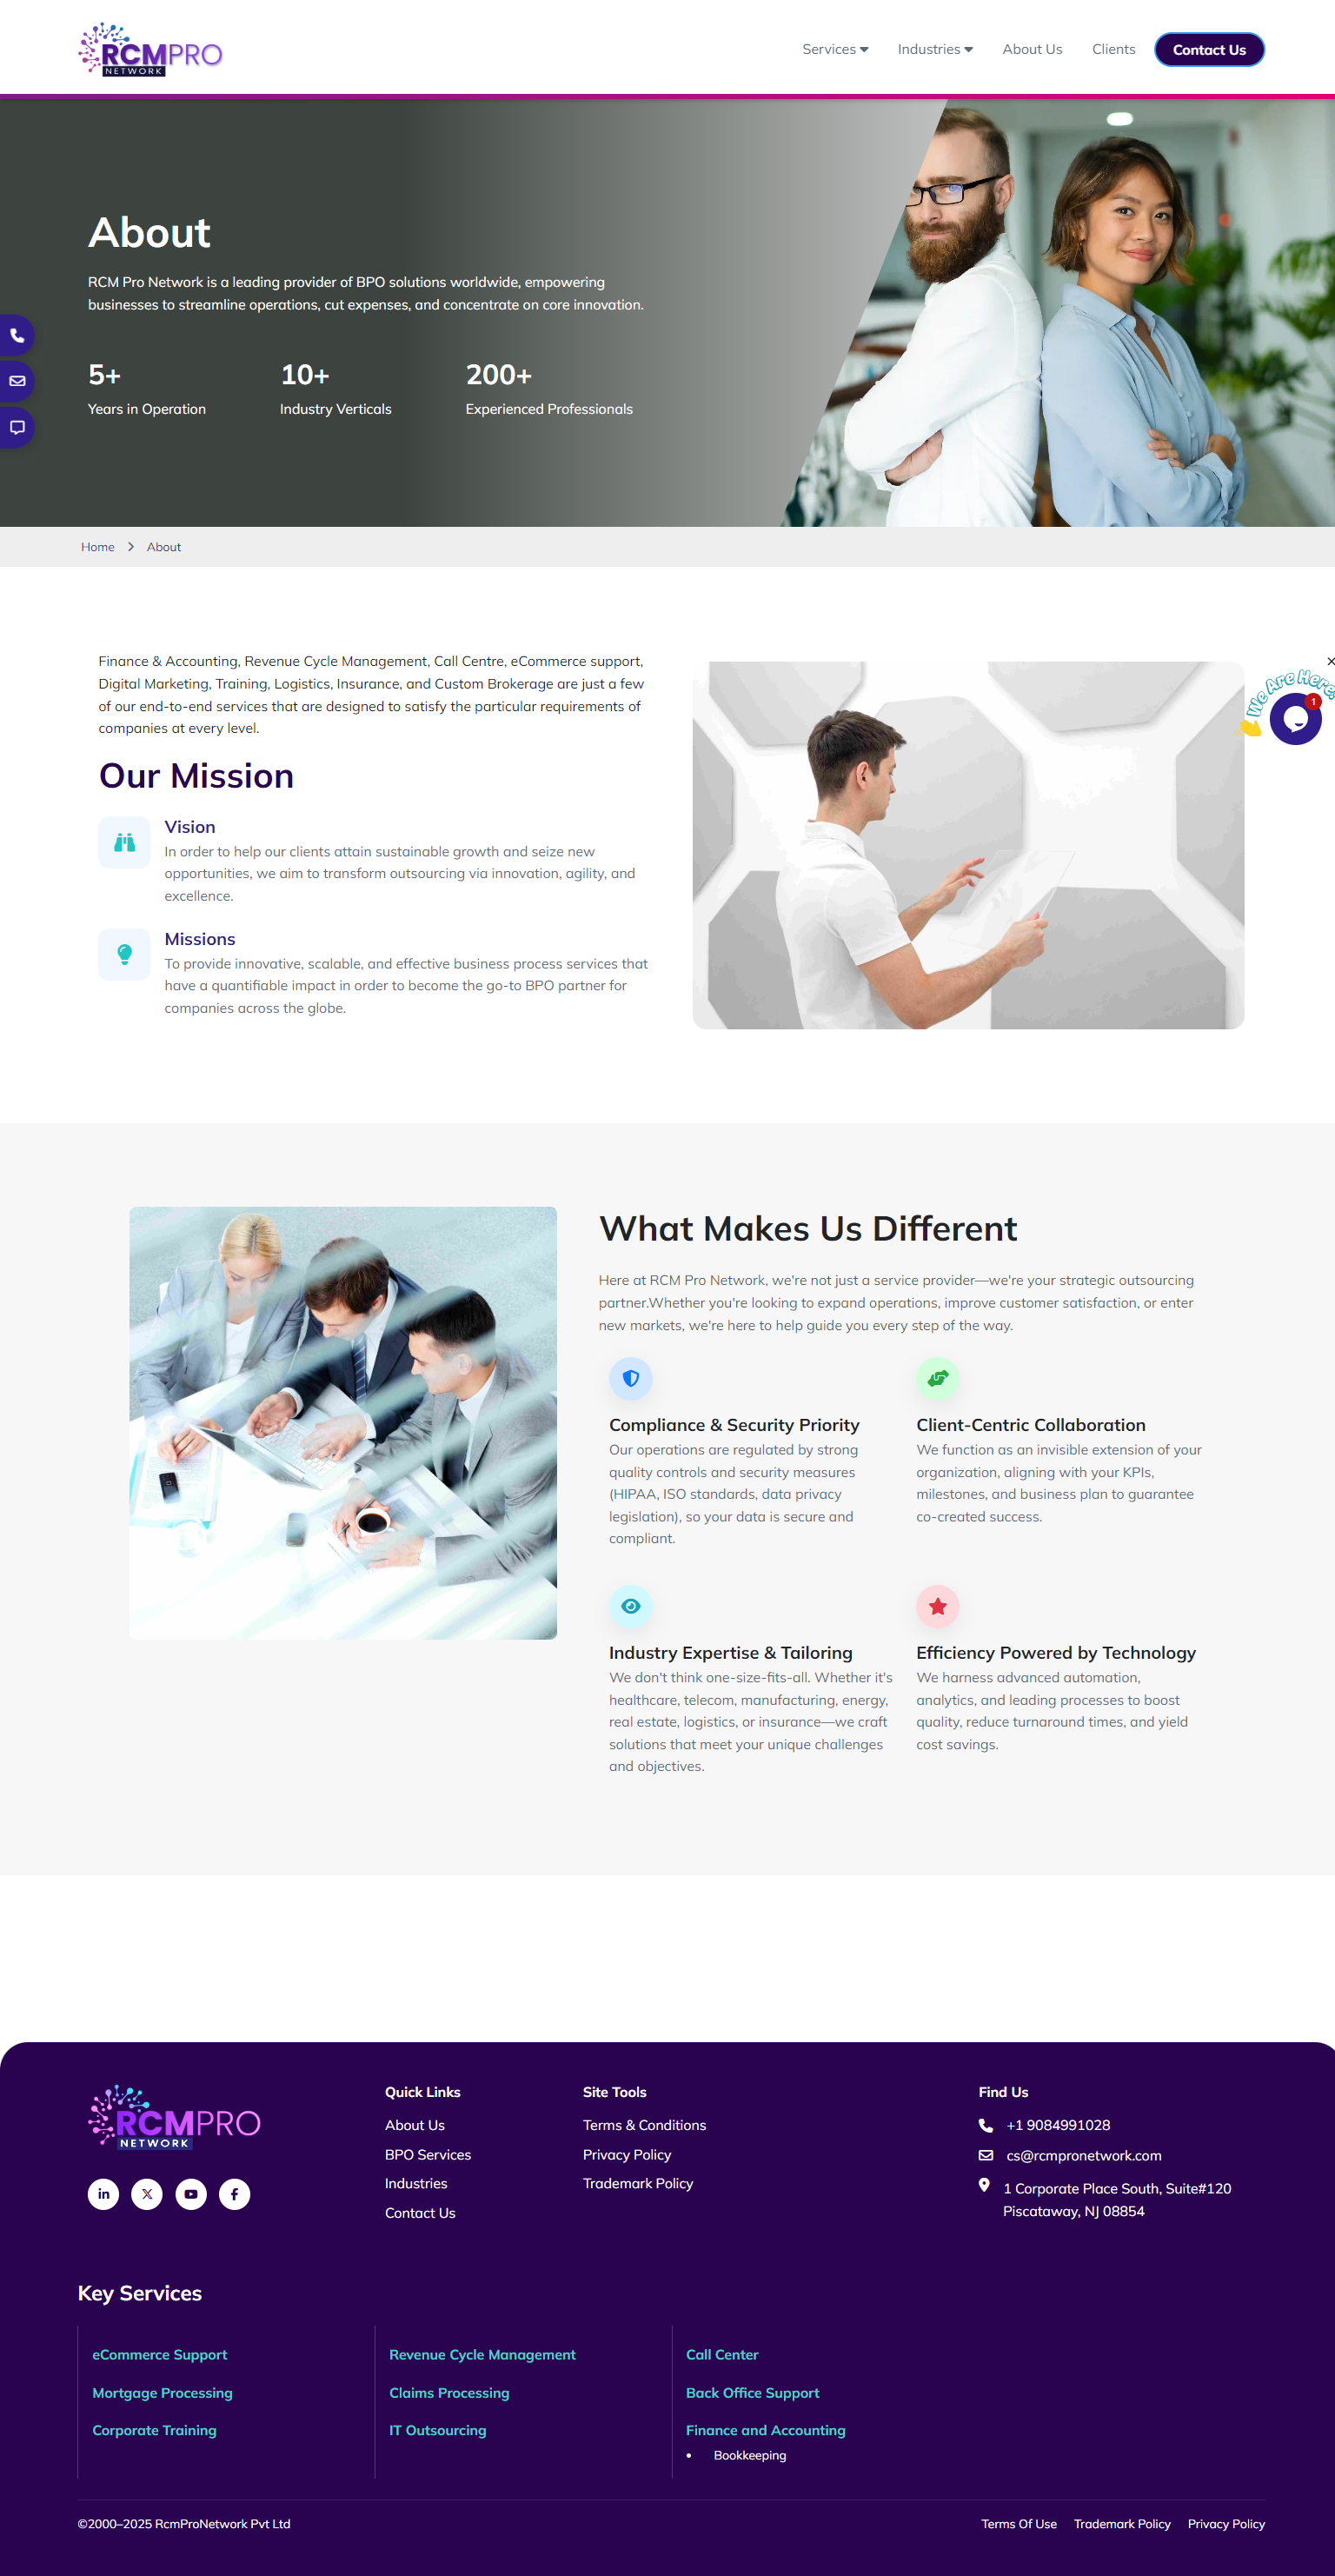 RCMPRO
NETWORK
Services
Industries
About Us
Clients
Contact Us
About
RCM Pro Network is a leading provider of BPO solutions worldwide, empowering
businesses to streamline operations, cut expenses, and concentrate on core innovation.
5+
Years in Operation
10+
Industry Verticals
200+
Experienced Professionals
Home
About
Finance & Accounting, Revenue Cycle Management, Call Centre, eCommerce support,
Digital Marketing, Training, Logistics, Insurance, and Custom Brokerage are just a few
of our end-to-end services that are designed to satisfy the particular requirements of
companies at every level.
We Are Here!
1
Our Mission
Vision
In order to help our clients attain sustainable growth and seize new
opportunities, we aim to transform outsourcing via innovation, agility, and
excellence.
Missions
To provide innovative, scalable, and effective business process services that
have a quantifiable impact in order to become the go-to BPO partner for
companies across the globe.
What Makes Us Different
Here at RCM Pro Network, we're not just a service provider—we're your strategic outsourcing
partner.Whether you're looking to expand operations, improve customer satisfaction, or enter
new markets, we're here to help guide you every step of the way.
Compliance & Security Priority
Our operations are regulated by strong
quality controls and security measures
(HIPAA, ISO standards, data privacy
legislation), so your data is secure and
compliant.
Client-Centric Collaboration
We function as an invisible extension of your
organization, aligning with your KPIs,
milestones, and business plan to guarantee
co-created success.
Industry Expertise & Tailoring
We don't think one-size-fits-all. Whether it's
healthcare, telecom, manufacturing, energy,
real estate, logistics, or insurance—we craft
solutions that meet your unique challenges
and objectives.
Efficiency Powered by Technology
We harness advanced automation,
analytics, and leading processes to boost
quality, reduce turnaround times, and yield
cost savings.
RCMPRO
NETWORK
Quick Links
About Us
BPO Services
Industries
Contact Us
Site Tools
Terms & Conditions
Privacy Policy
Trademark Policy
Find Us
+1 9084991028
cs@rcmpronetwork.com
1 Corporate Place South, Suite#120
Piscataway, NJ 08854
Key Services
eCommerce Support
Mortgage Processing
Corporate Training
Revenue Cycle Management
Claims Processing
IT Outsourcing
Call Center
Back Office Support
Finance and Accounting
• Bookkeeping
©2000–2025 RcmProNetwork Pvt Ltd
Terms Of Use
Trademark Policy
Privacy Policy